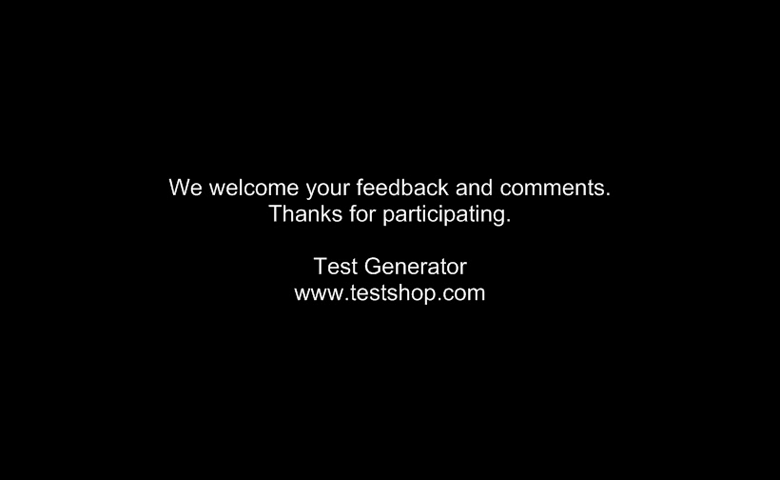 We welcome your feedback and comments.
Thanks for participating.
Test Generator
www.testshop.com